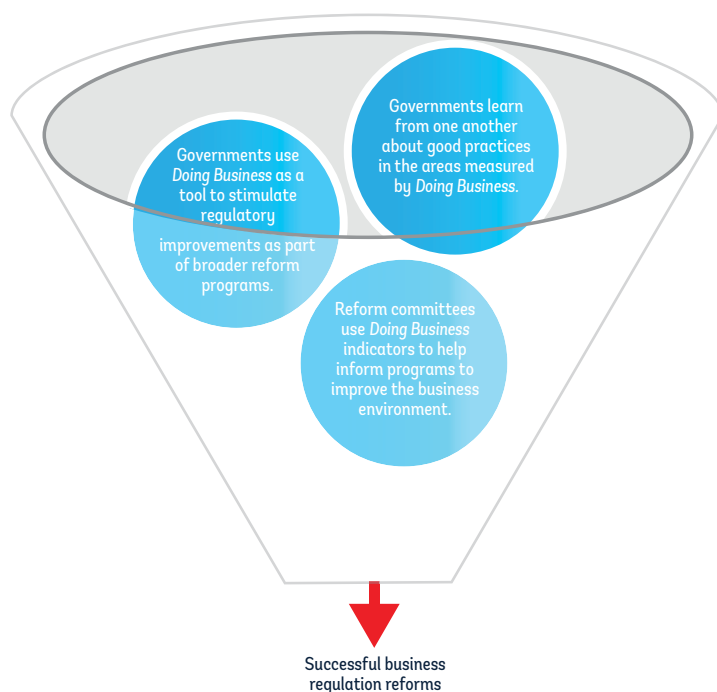 Governments learn
from one another
about good practices
in the areas measured
by Doing Business.
Governments use
Doing Business as a
tool to stimulate
regulatory
improvements as part
of broader reform
programs.
Reform committees
use Doing Business
indicators to help
inform programs to
improve the business
environment.
Successful business
regulation reforms